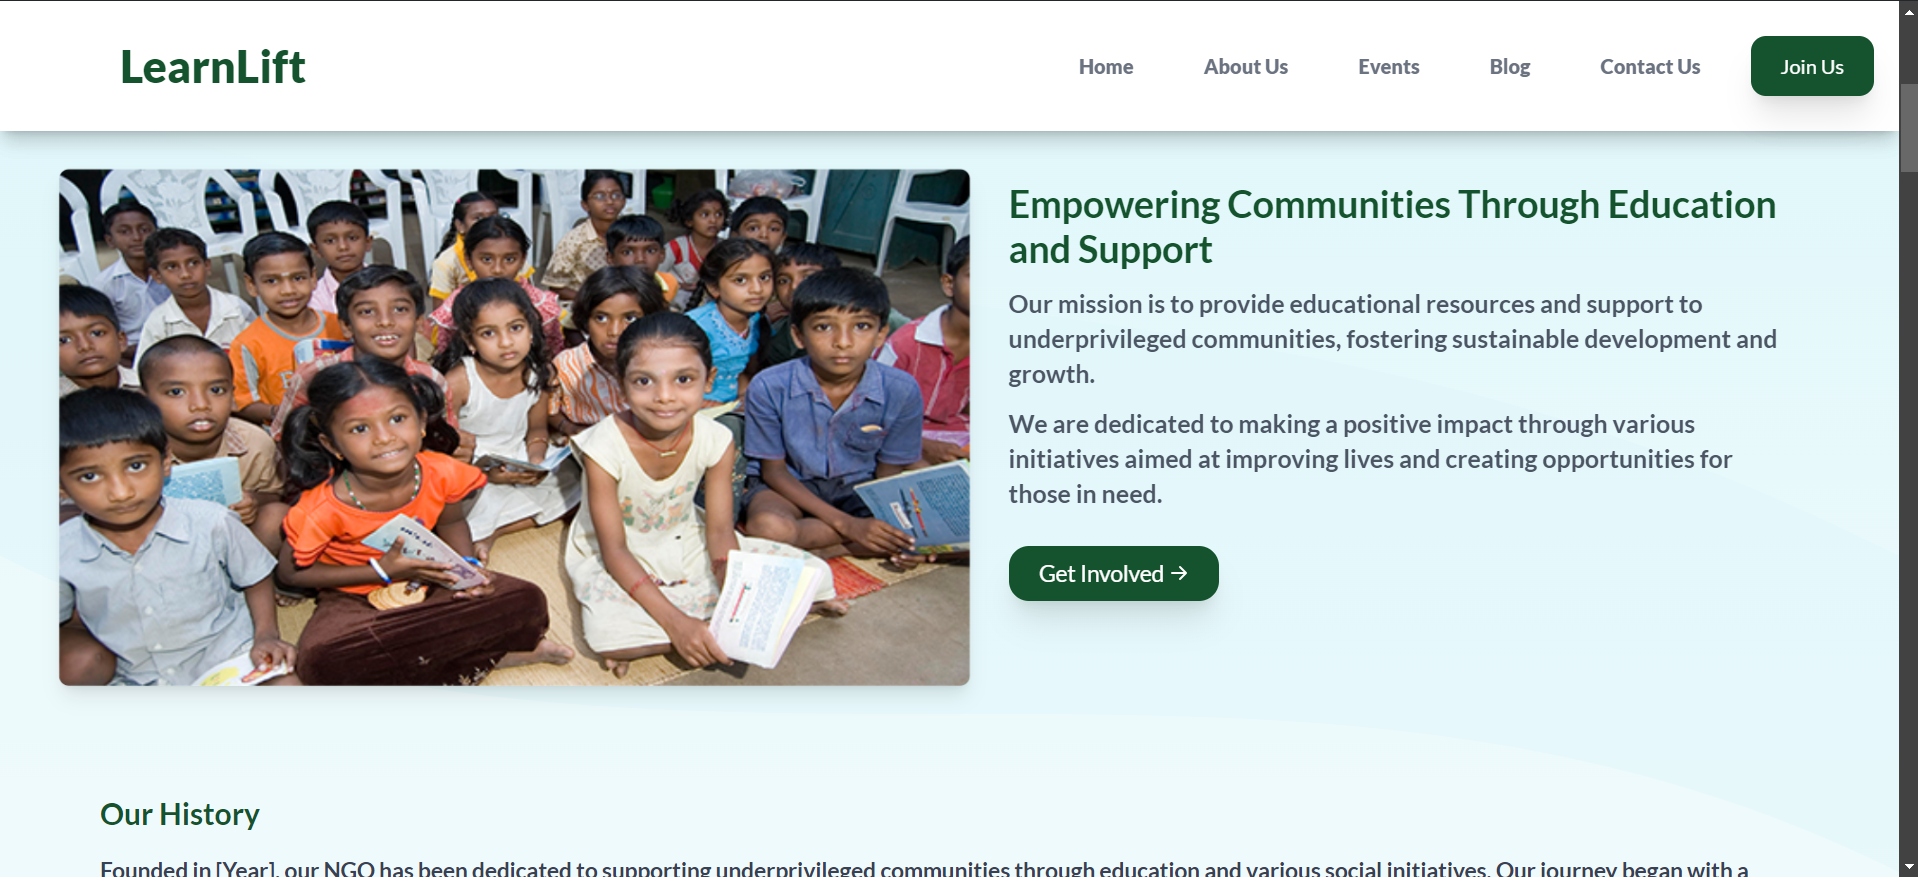 LearnLift
Home
About Us
Events
Blog
Contact Us
Join Us
Empowering Communities Through Education
and Support
Our mission is to provide educational resources and support to
underprivileged communities, fostering sustainable development and
growth.
We are dedicated to making a positive impact through various
initiatives aimed at improving lives and creating opportunities for
those in need.
Get Involved →
Our History
Founded in [Year], our NGO has been dedicated to supporting underprivileged communities through education and various social initiatives. Our journey began with a